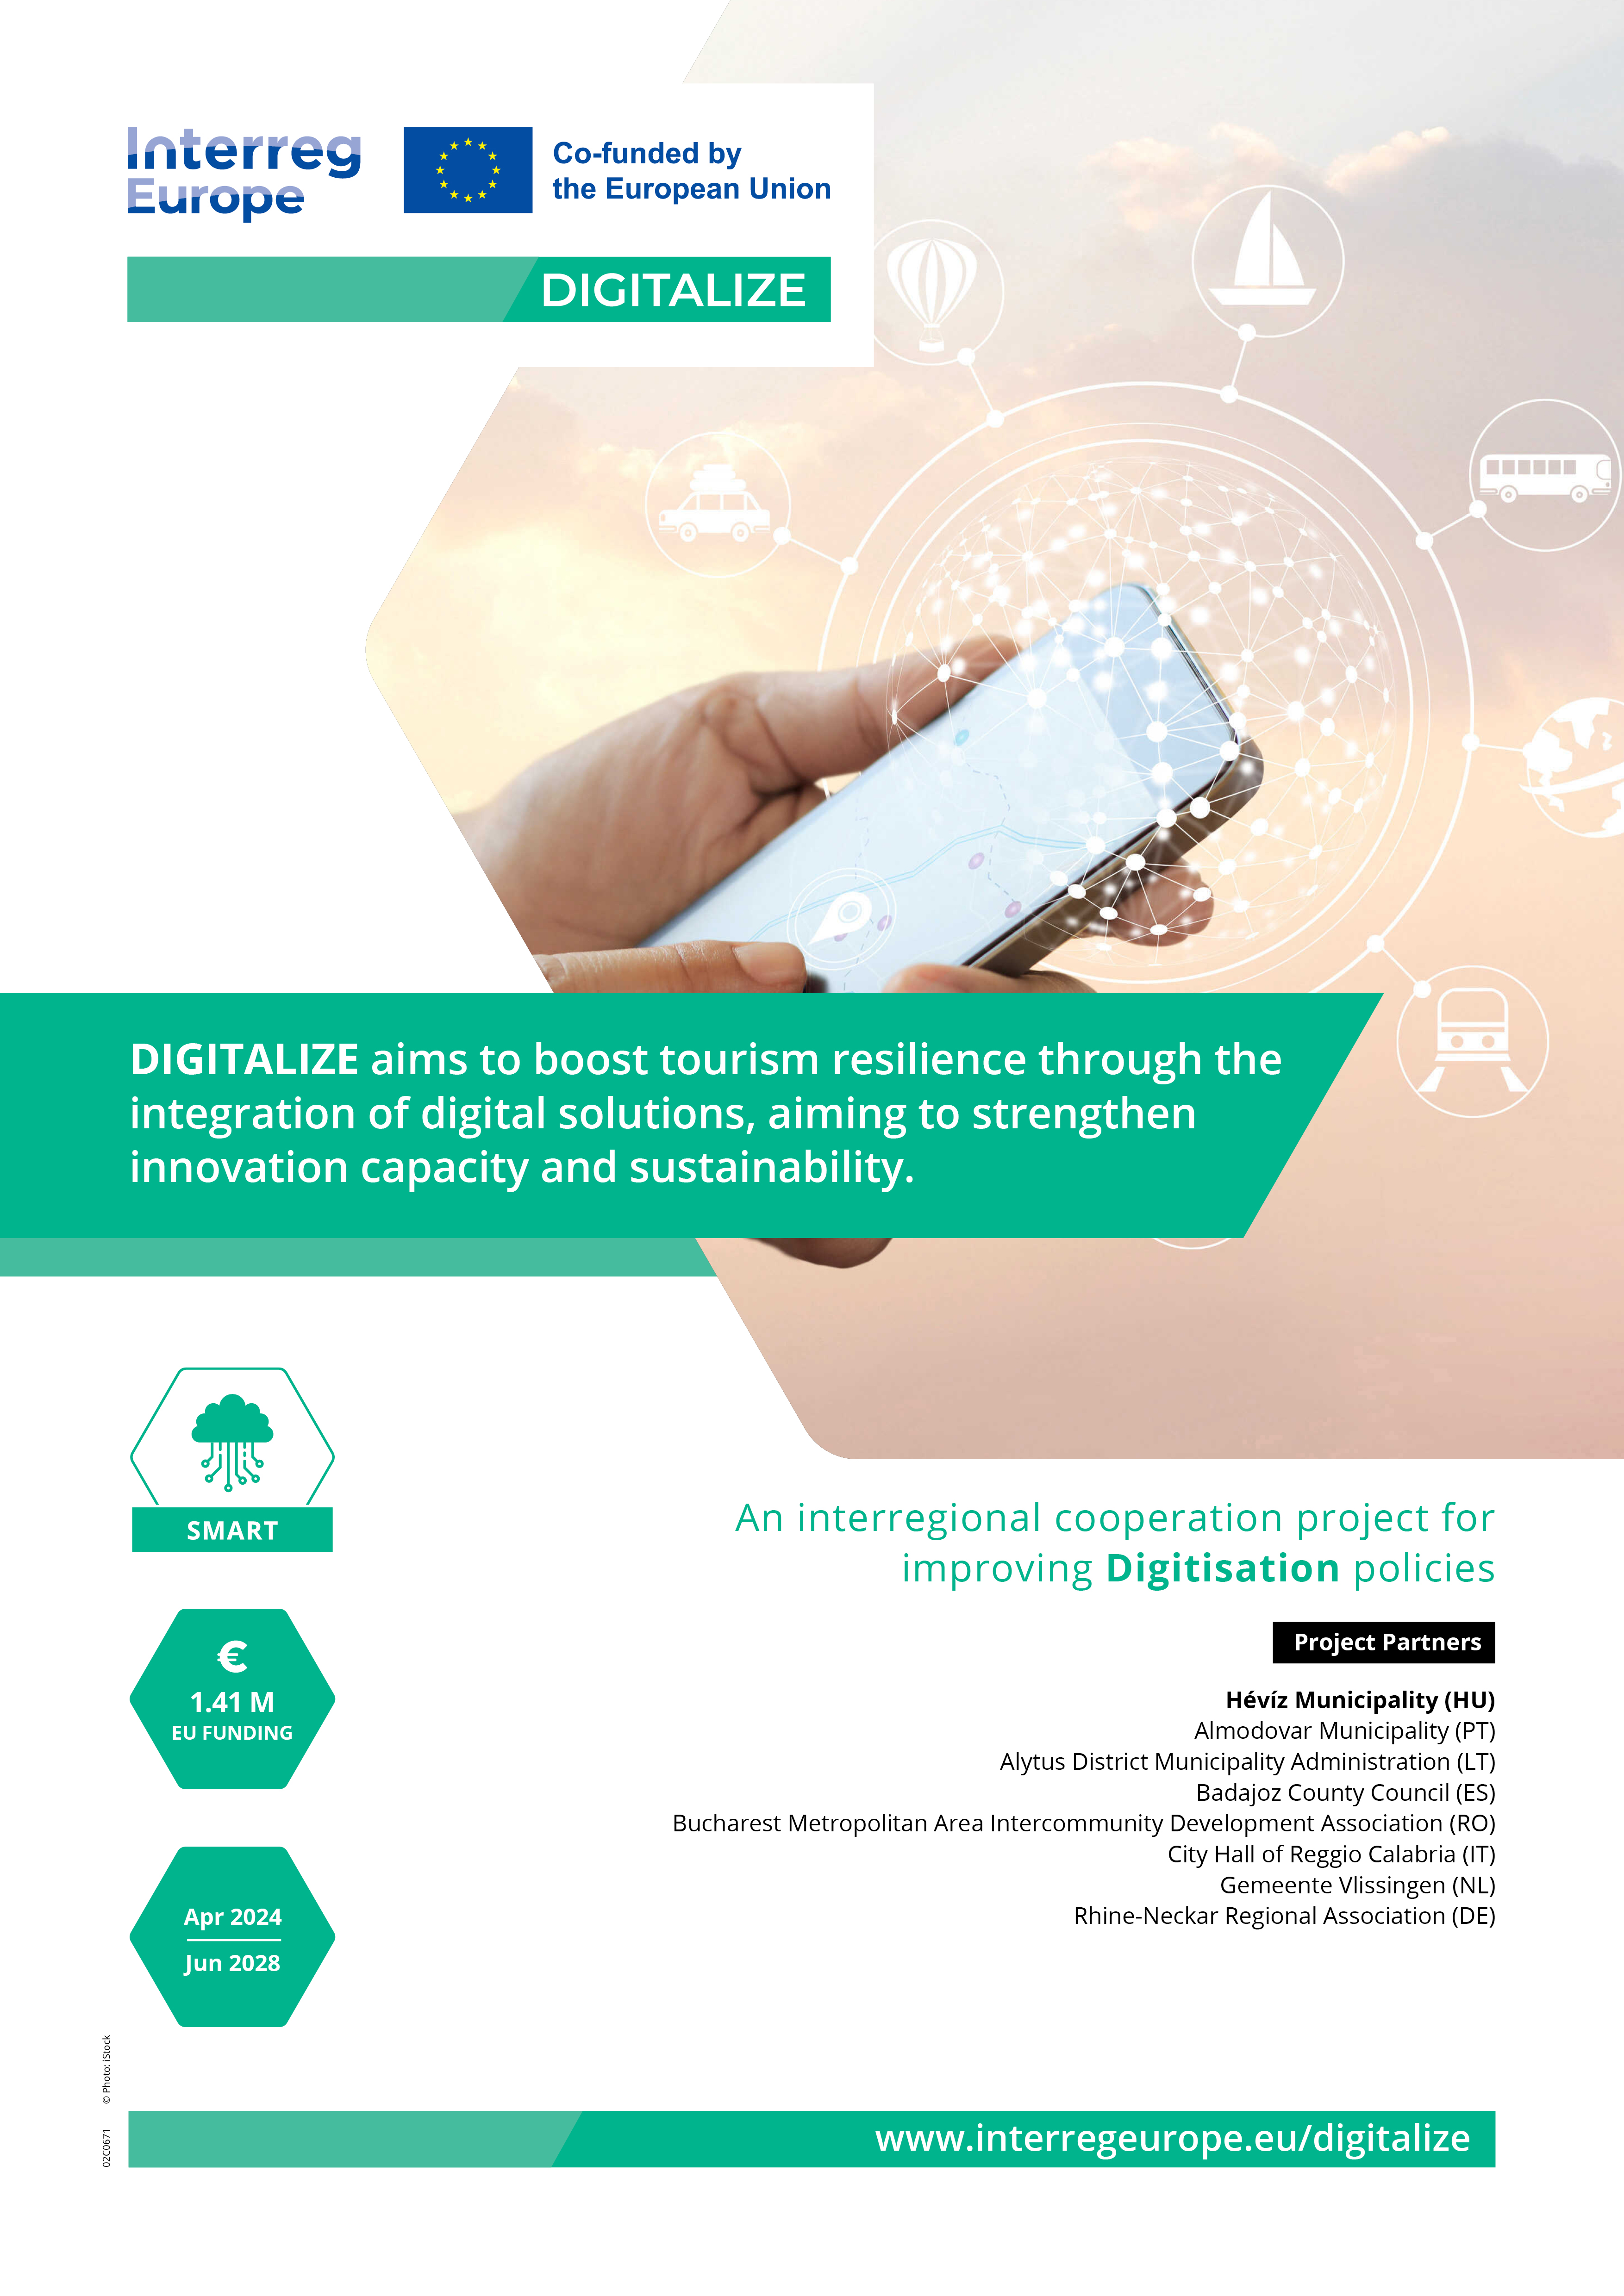 Interreg
Europe
Co-funded by
the European Union
DIGITALIZE
DIGITALIZE aims to boost tourism resilience through the
integration of digital solutions, aiming to strengthen
innovation capacity and sustainability.
SMART
€
1.41 M
EU FUNDING
Apr 2024
Jun 2028
An interregional cooperation project for
improving Digitisation policies
Project Partners
Hévíz Municipality (HU)
Almodovar Municipality (PT)
Alytus District Municipality Administration (LT)
Badajoz County Council (ES)
Bucharest Metropolitan Area Intercommunity Development Association (RO)
City Hall of Reggio Calabria (IT)
Gemeente Vlissingen (NL)
Rhine-Neckar Regional Association (DE)
02C0671 © Photo: iStock
www.interregeurope.eu/digitalize